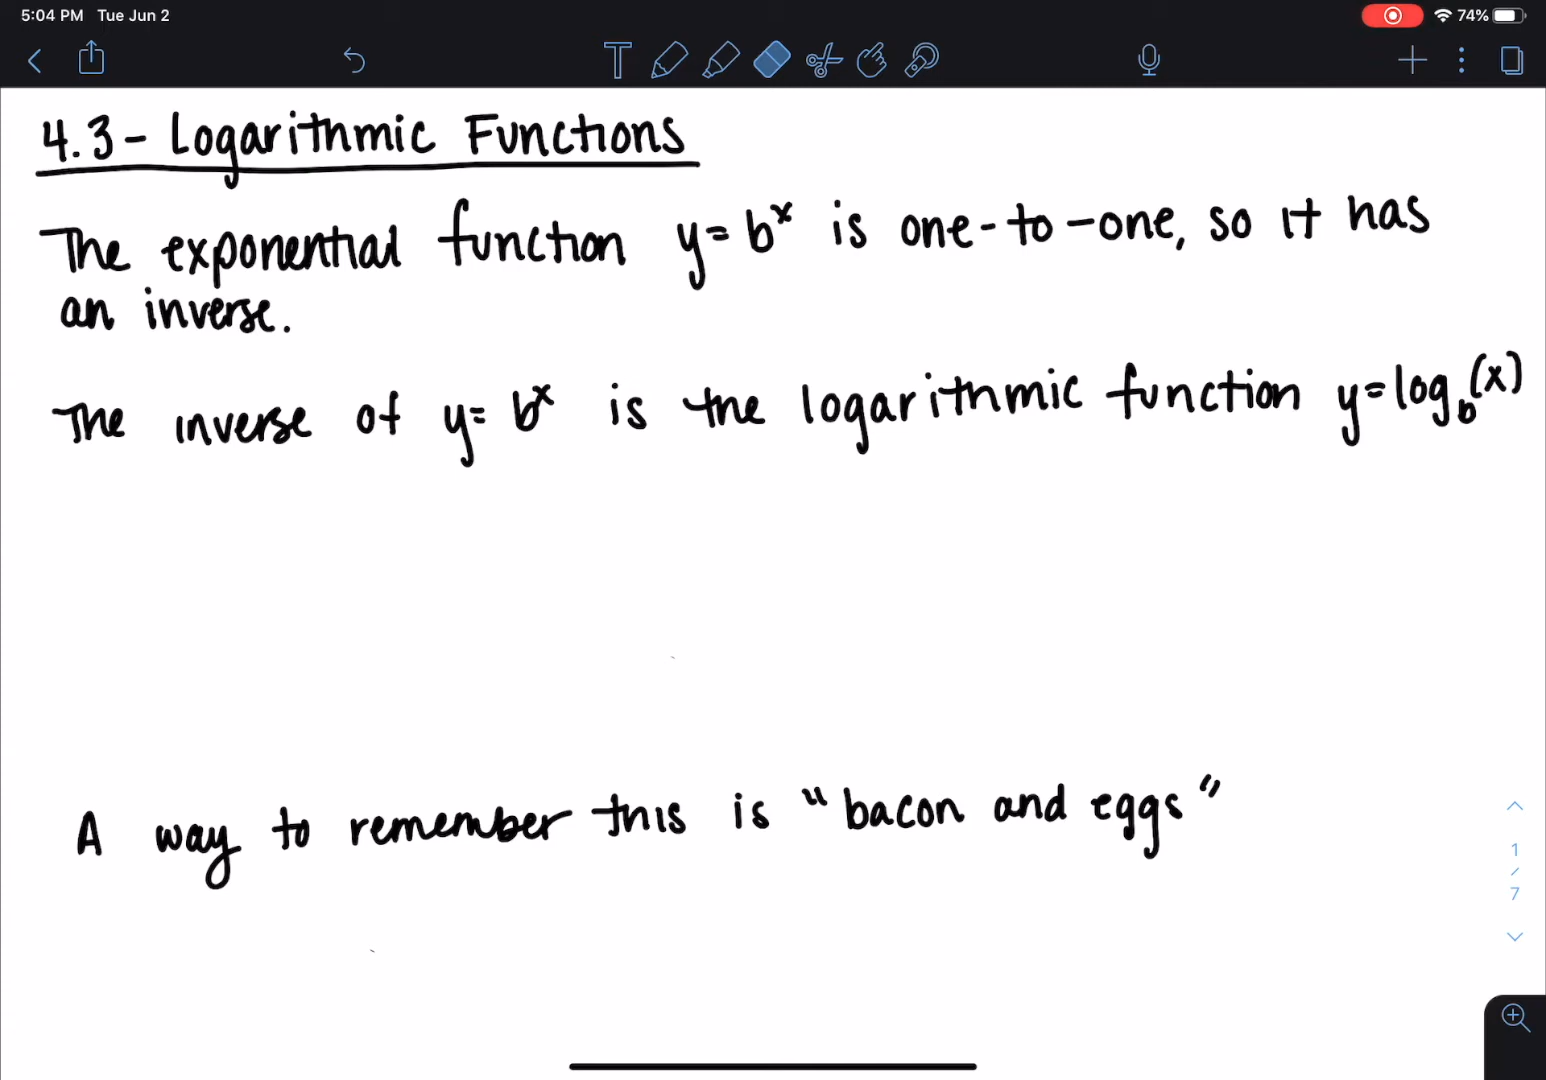 5:04 PM Tue Jun 2
74%
4.3 - Logarithmic Functions
The exponential function y = bˣ is one-to-one, so it has
an inverse.
The inverse of y = bˣ is the logarithmic function y = log_b(x)
A way to remember this is "bacon and eggs"
1
/
7